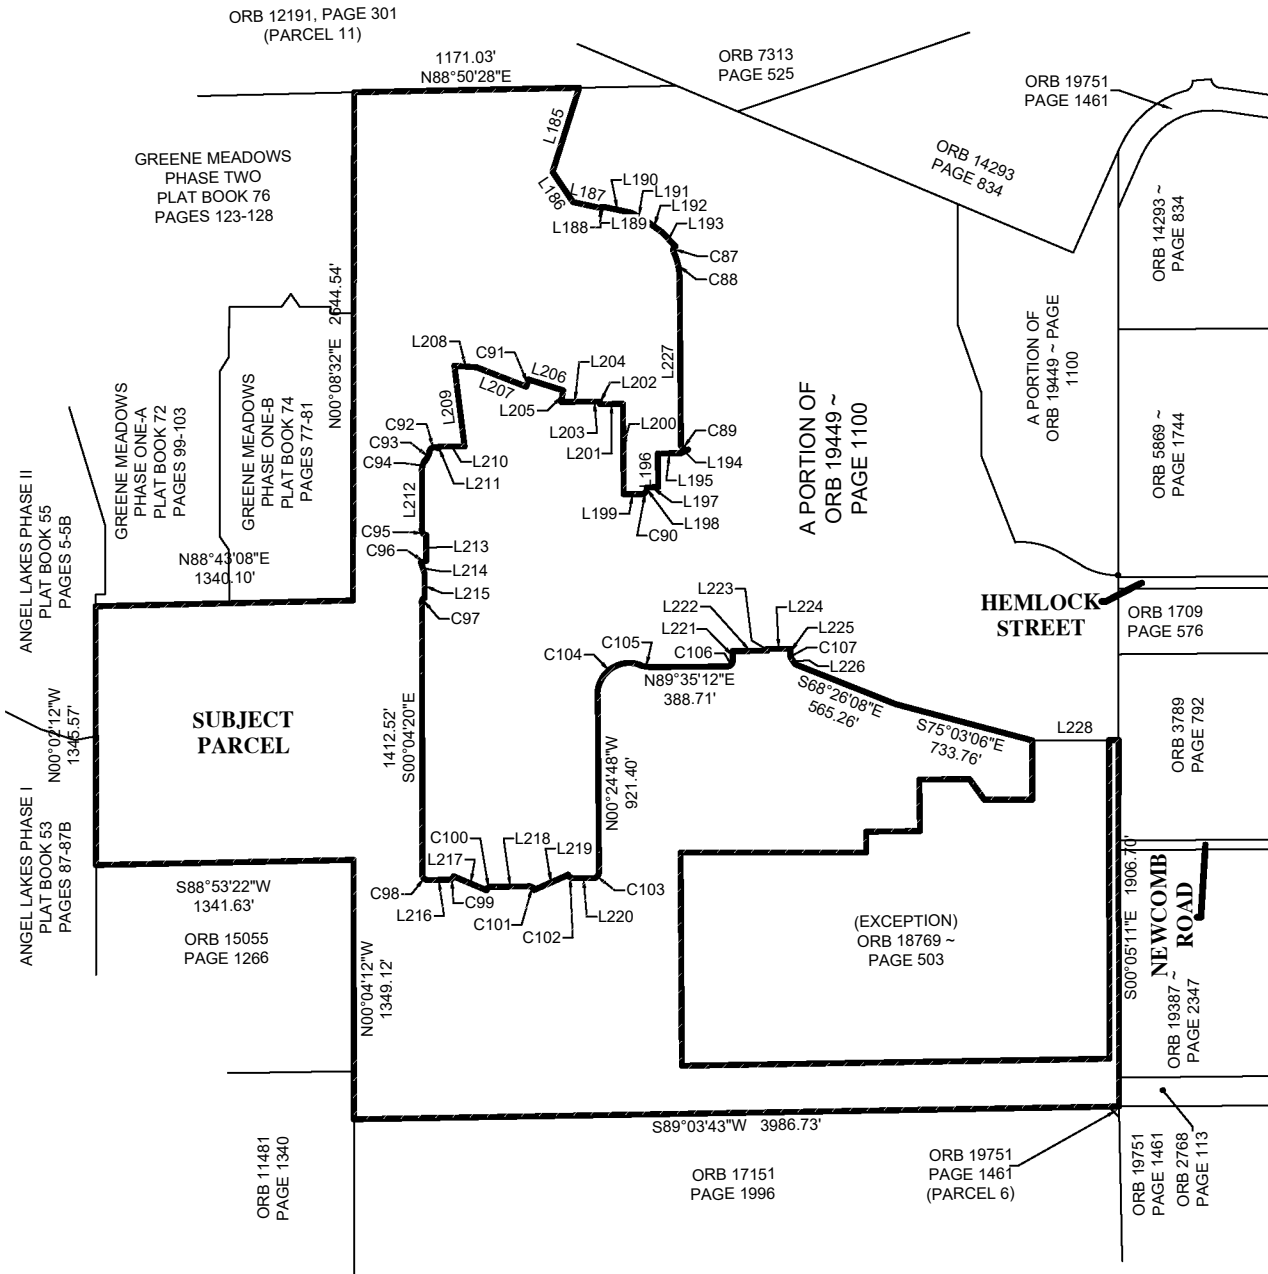 ORB 12191, PAGE 301
(PARCEL 11)
1171.03'
N88°50'28"E
ORB 7313
PAGE 525
ORB 19751
PAGE 1461
ORB 14293
PAGE 834
GREENE MEADOWS
PHASE TWO
PLAT BOOK 76
PAGES 123-128
L185
L186
L187
L188
L189
L190
L191
L192
L193
C87
C88
ORB 14293 ~
PAGE 834
N00°08'32"E 2644.54'
A PORTION OF
ORB 19449 ~ PAGE
1100
L208
C91
L206
L204
L202
L227
L207
L205
L209
L203
L201
L200
A PORTION OF
ORB 19449 ~
PAGE 1100
GREENE MEADOWS
PHASE ONE-A
PLAT BOOK 72
PAGES 99-103
GREENE MEADOWS
PHASE ONE-B
PLAT BOOK 74
PAGES 77-81
C92
C93
C94
L210
L211
L196
C89
L194
L195
L197
L198
L199
C90
ORB 5869 ~
PAGE 1744
L212
C95
C96
L213
L214
L215
C97
ANGEL LAKES PHASE II
PLAT BOOK 55
PAGES 5-5B
N88°43'08"E
1340.10'
HEMLOCK
STREET
ORB 1709
PAGE 576
L223
L222
L221
L224
L225
C107
L226
C106
C105
C104
N89°35'12"E
388.71'
S68°26'08"E
565.26'
S75°03'06"E
733.76'
L228
ORB 3789
PAGE 792
N00°02'12"W
1345.57'
SUBJECT
PARCEL
1412.52'
S00°04'20"E
N00°24'48"W
921.40'
ANGEL LAKES PHASE I
PLAT BOOK 53
PAGES 87-87B
S88°53'22"W
1341.63'
ORB 15055
PAGE 1266
C100
L218
L217
L219
C98
L216
C99
C101
C102
L220
C103
(EXCEPTION)
ORB 18769 ~
PAGE 503
S00°05'11"E 1906.70'
NEWCOMB
ROAD
ORB 19387 ~
PAGE 2347
N00°04'12"W
1349.12'
S89°03'43"W 3986.73'
ORB 11481
PAGE 1340
ORB 17151
PAGE 1996
ORB 19751
PAGE 1461
(PARCEL 6)
ORB 19751
PAGE 1461
ORB 2768
PAGE 113